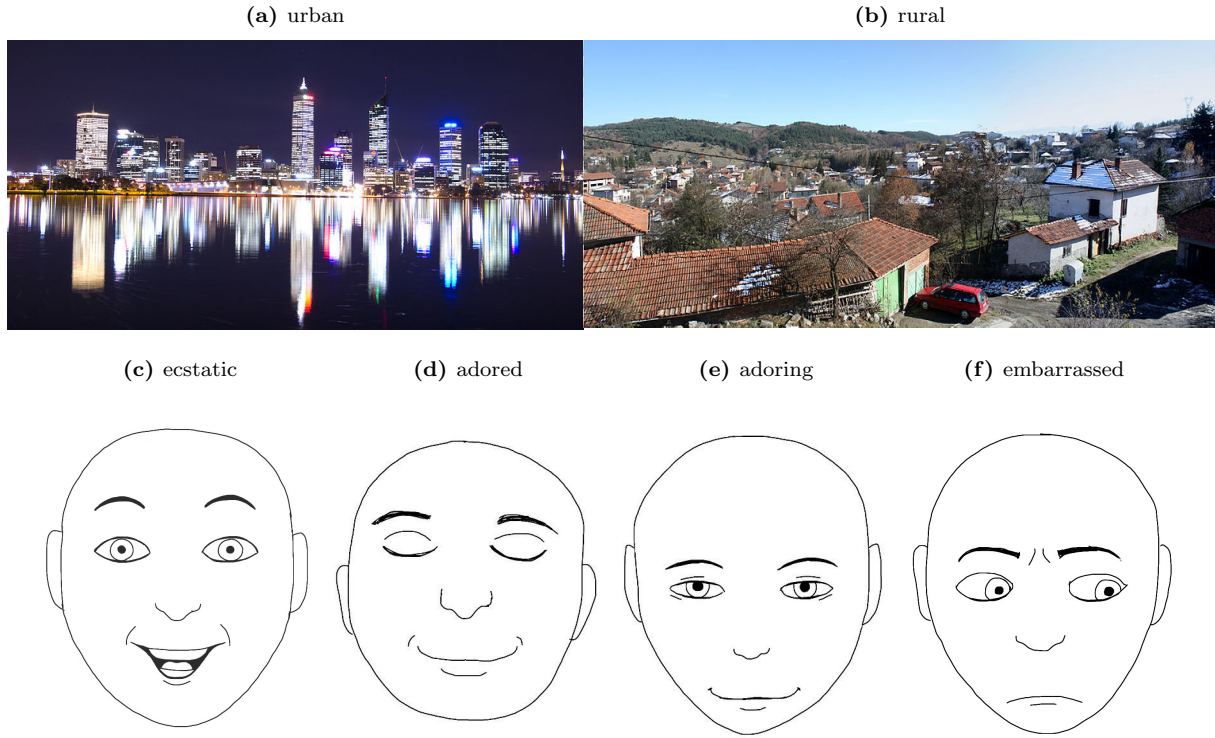 (a) urban
(b) rural
(c) ecstatic
(d) adored
(e) adoring
(f) embarrassed